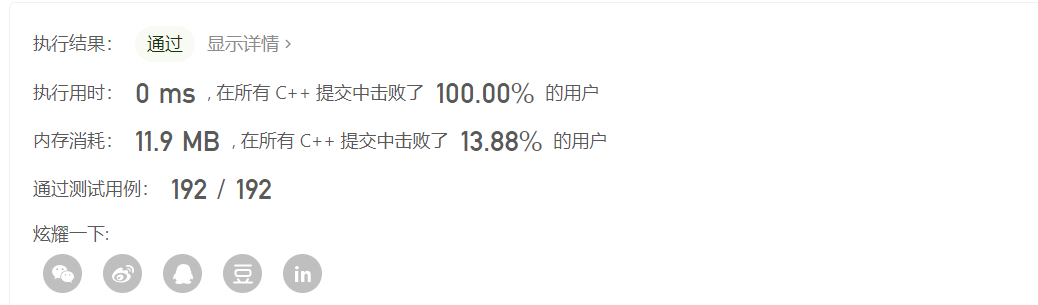 执行结果： 通过 显示详情 ›
执行用时： 0 ms , 在所有 C++ 提交中击败了 100.00% 的用户
内存消耗： 11.9 MB , 在所有 C++ 提交中击败了 13.88% 的用户
通过测试用例： 192 / 192
炫耀一下:
豆 in